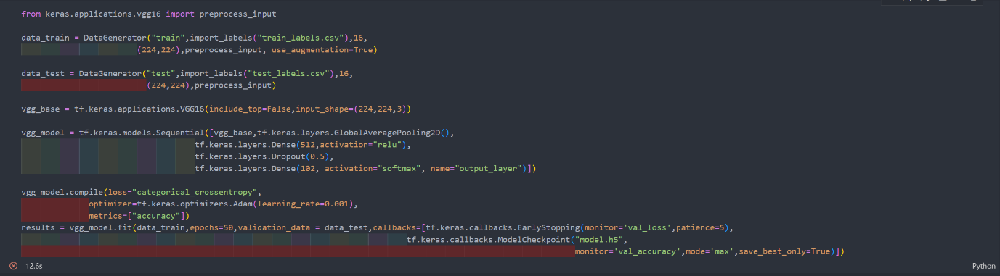 from keras.applications.vgg16 import preprocess_input
data_train = DataGenerator("train",import_labels("train_labels.csv"),16,
(224,224),preprocess_input, use_augmentation=True)
data_test = DataGenerator("test",import_labels("test_labels.csv"),16,
(224,224),preprocess_input)
vgg_base = tf.keras.applications.VGG16(include_top=False,input_shape=(224,224,3))
vgg_model = tf.keras.models.Sequential([vgg_base,tf.keras.layers.GlobalAveragePooling2D(),
tf.keras.layers.Dense(512,activation="relu"),
tf.keras.layers.Dropout(0.5),
tf.keras.layers.Dense(102, activation="softmax", name="output_layer")])
vgg_model.compile(loss="categorical_crossentropy",
optimizer=tf.keras.optimizers.Adam(learning_rate=0.001),
metrics=["accuracy"])
results = vgg_model.fit(data_train,epochs=50,validation_data = data_test,callbacks=[tf.keras.callbacks.EarlyStopping(monitor='val_loss',patience=5),
tf.keras.callbacks.ModelCheckpoint("model.h5",
monitor='val_accuracy',mode='max',save_best_only=True)])
12.6s
Python